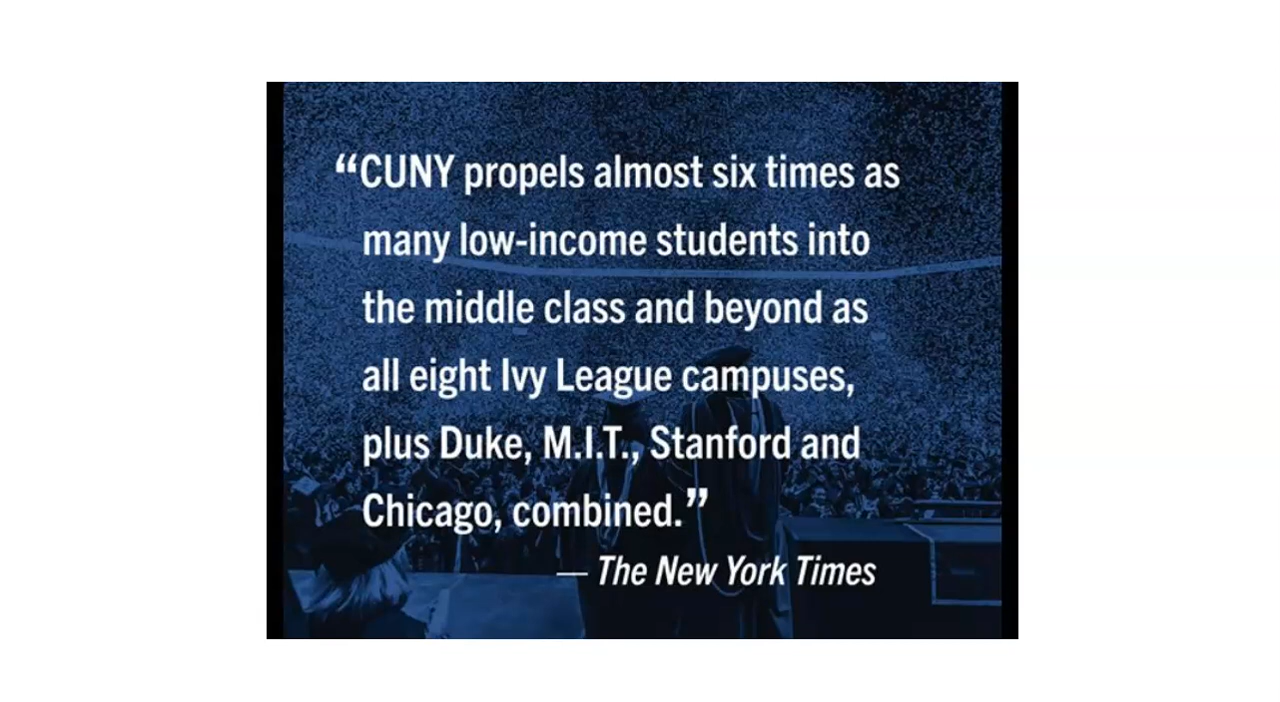 “CUNY propels almost six times as
many low-income students into
the middle class and beyond as
all eight Ivy League campuses,
plus Duke, M.I.T., Stanford and
Chicago, combined.”
— The New York Times